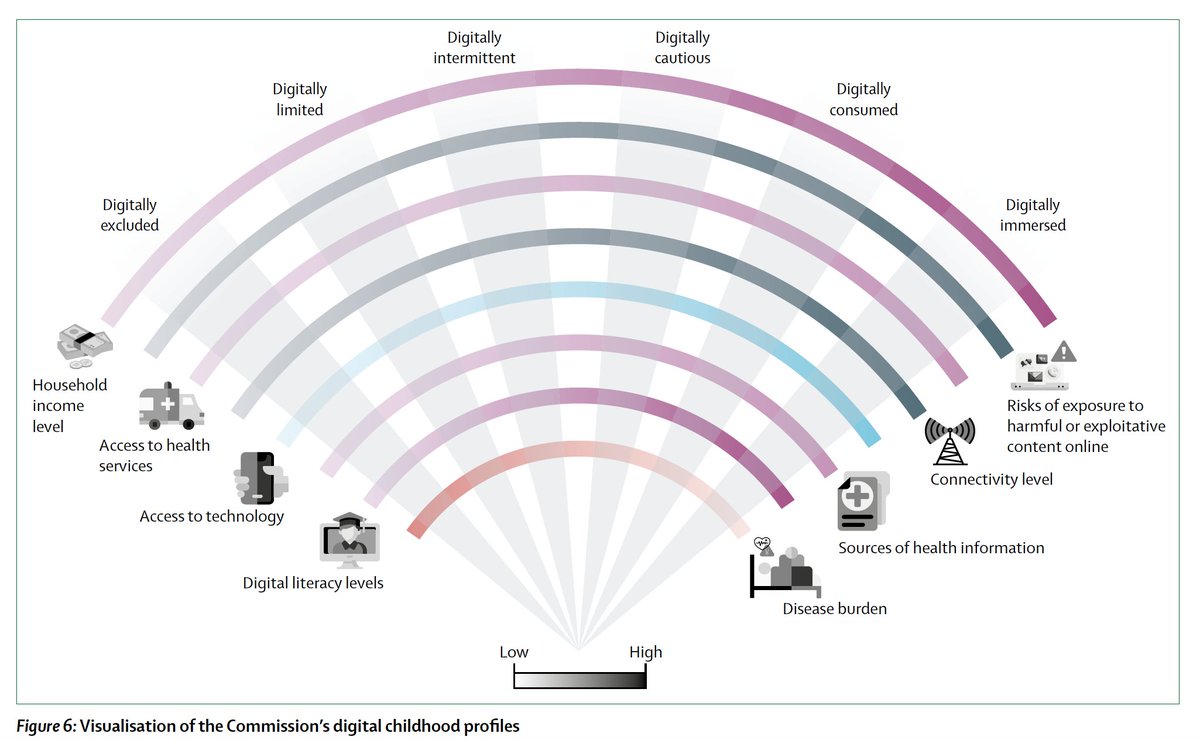 Digitally
intermittent
Digitally
cautious
Digitally
limited
Digitally
consumed
Digitally
excluded
Digitally
immersed
Household
income
level
Access to health
services
Access to technology
Digital literacy levels
Risks of exposure to
harmful or exploitative
content online
Connectivity level
Sources of health information
Disease burden
Low
High
Figure 6: Visualisation of the Commission’s digital childhood profiles